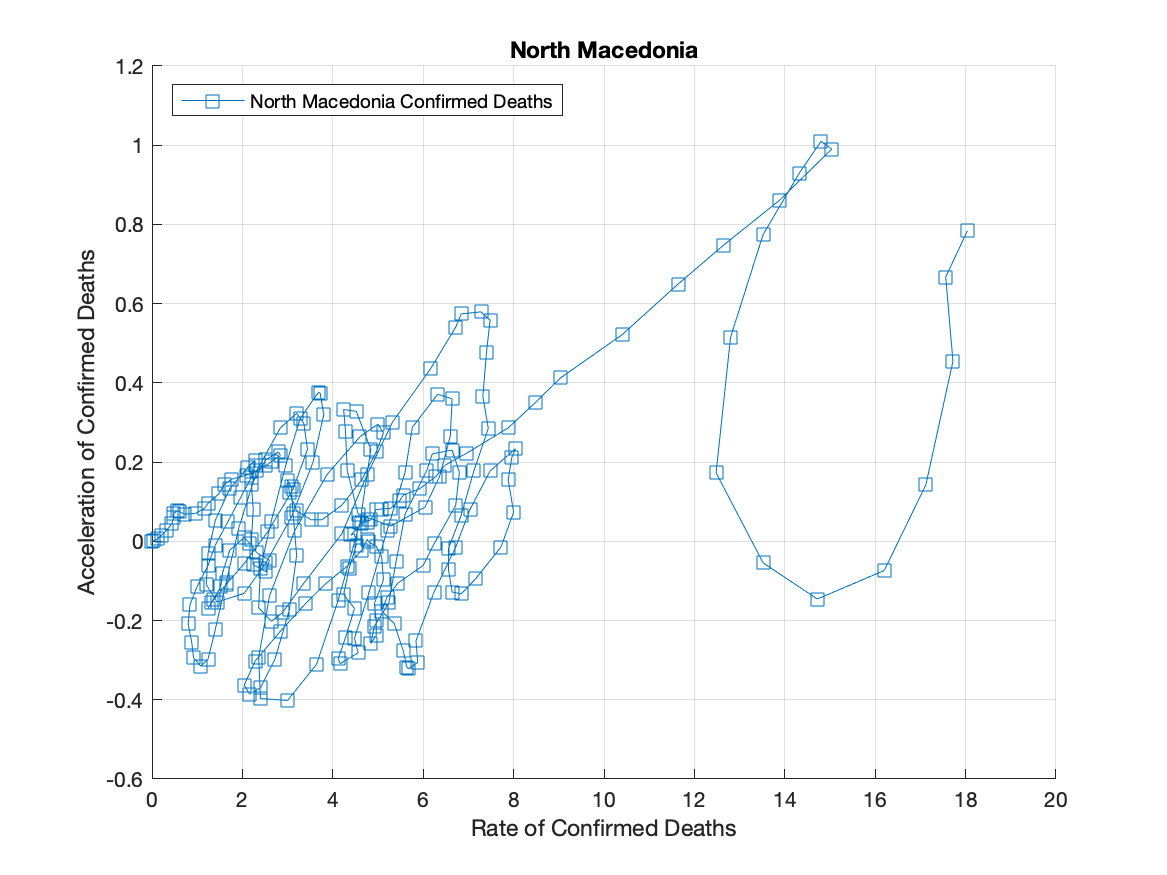 North Macedonia
North Macedonia Confirmed Deaths
1.2
1
0.8
0.6
0.4
0.2
0
-0.2
-0.4
-0.6
Acceleration of Confirmed Deaths
0 2 4 6 8 10 12 14 16 18 20
Rate of Confirmed Deaths